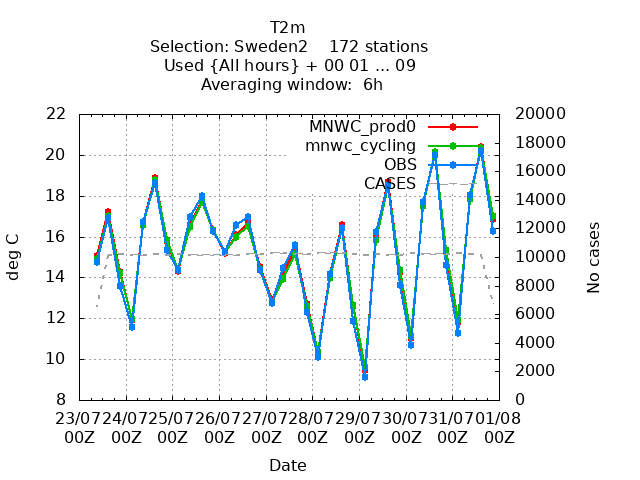 T2m
Selection: Sweden2    172 stations
Used {All hours} + 00 01 ... 09
Averaging window:  6h
MNWC_prod0
mnwc_cycling
OBS
CASES
deg C
22
20
18
16
14
12
10
8
No cases
20000
18000
16000
14000
12000
10000
8000
6000
4000
2000
0
23/07 24/07 25/07 26/07 27/07 28/07 29/07 30/07 31/07 01/08
00Z 00Z 00Z 00Z 00Z 00Z 00Z 00Z 00Z 00Z
Date